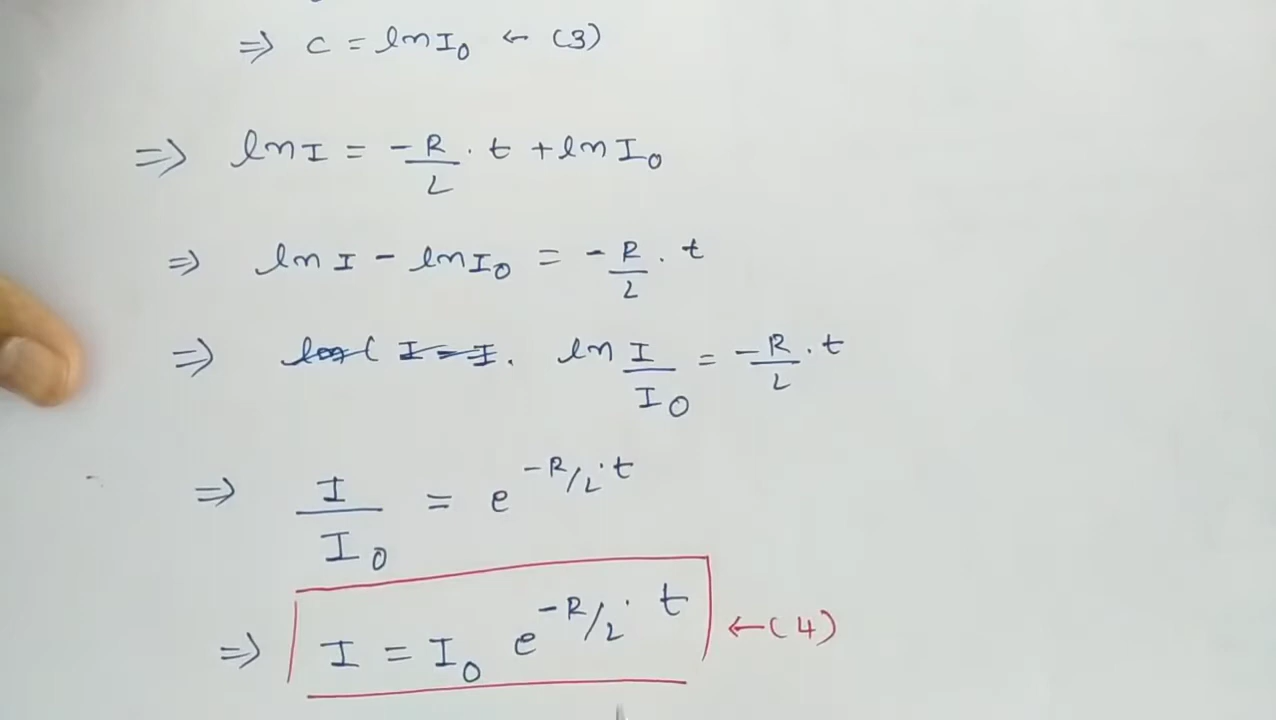 ⇒ c = ln I₀ ← (3)
⇒ ln I = -R/L . t + ln I₀
⇒ ln I - ln I₀ = -R/L . t
⇒ ln I/I₀ = -R/L . t
⇒ I/I₀ = e^(-R/L . t)
⇒ I = I₀ e^(-R/L . t) ← (4)